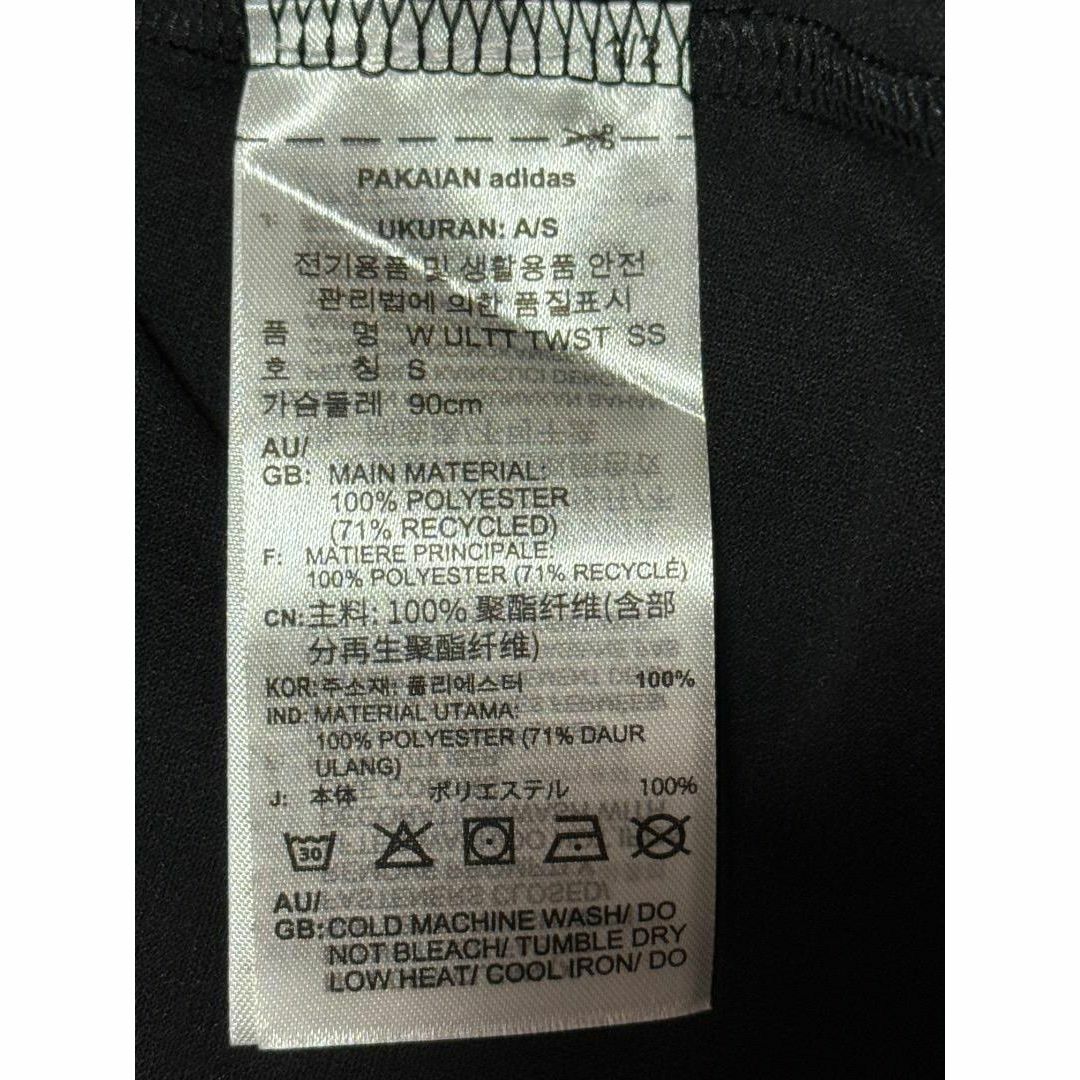 1/2
PAKAIAN adidas
UKURAN: A/S
전기용품 및 생활용품 안전
관리법에 의한 품질표시
품 명 W ULTT TWST SS
호 칭 S
가슴둘레 90cm
AU/
GB: MAIN MATERIAL:
100% POLYESTER
(71% RECYCLED)
F: MATIERE PRINCIPALE:
100% POLYESTER (71% RECYCLÉ)
CN: 主料: 100% 聚酯纤维(含部
分再生聚酯纤维)
KOR: 주소재: 폴리에스터 100%
IND: MATERIAL UTAMA:
100% POLYESTER (71% DAUR
ULANG)
J: 本体 ポリエステル 100%
30
AU/
GB: COLD MACHINE WASH/ DO
NOT BLEACH/ TUMBLE DRY
LOW HEAT/ COOL IRON/ DO